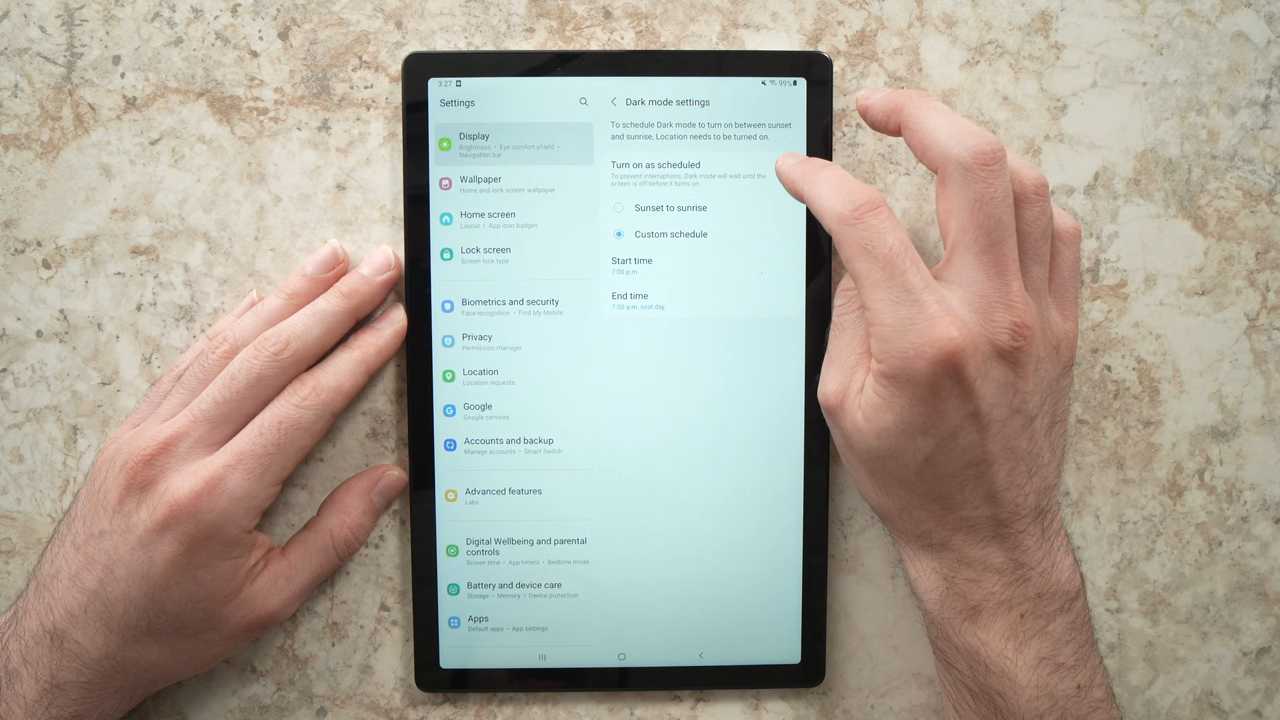 3:27
99%
Settings
Display
Brightness • Eye comfort shield •
Navigation bar
Wallpaper
Home and lock screen wallpaper
Home screen
Layout • App icon badges
Lock screen
Screen lock type
Biometrics and security
Face recognition • Find My Mobile
Privacy
Permission manager
Location
Location requests
Google
Google services
Accounts and backup
Manage accounts • Smart Switch
Advanced features
Labs
Digital Wellbeing and parental
controls
Screen time • App timers • Bedtime mode
Battery and device care
Storage • Memory • Device protection
Apps
Default apps • App settings
Dark mode settings
To schedule Dark mode to turn on between sunset
and sunrise, Location needs to be turned on.
Turn on as scheduled
To prevent interruptions, Dark mode will wait until the
screen is off before it turns on.
Sunset to sunrise
Custom schedule
Start time
7:00 p.m.
End time
7:00 a.m. next day